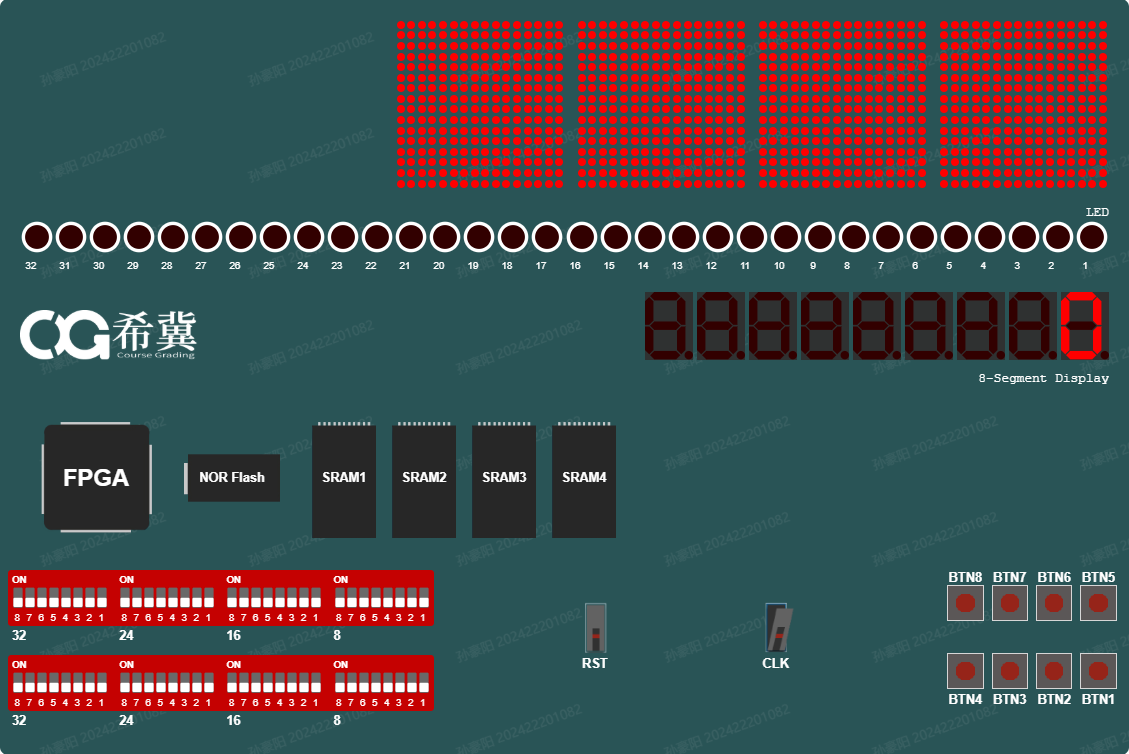 LED
32 31 30 29 28 27 26 25 24 23 22 21 20 19 18 17 16 15 14 13 12 11 10 9 8 7 6 5 4 3 2 1
希冀
Course Grading
0
8-Segment Display
FPGA
NOR Flash
SRAM1
SRAM2
SRAM3
SRAM4
ON ON ON ON
8 7 6 5 4 3 2 1 8 7 6 5 4 3 2 1 8 7 6 5 4 3 2 1 8 7 6 5 4 3 2 1
32 24 16 8
ON ON ON ON
8 7 6 5 4 3 2 1 8 7 6 5 4 3 2 1 8 7 6 5 4 3 2 1 8 7 6 5 4 3 2 1
32 24 16 8
RST
CLK
BTN8 BTN7 BTN6 BTN5
BTN4 BTN3 BTN2 BTN1
202422201082